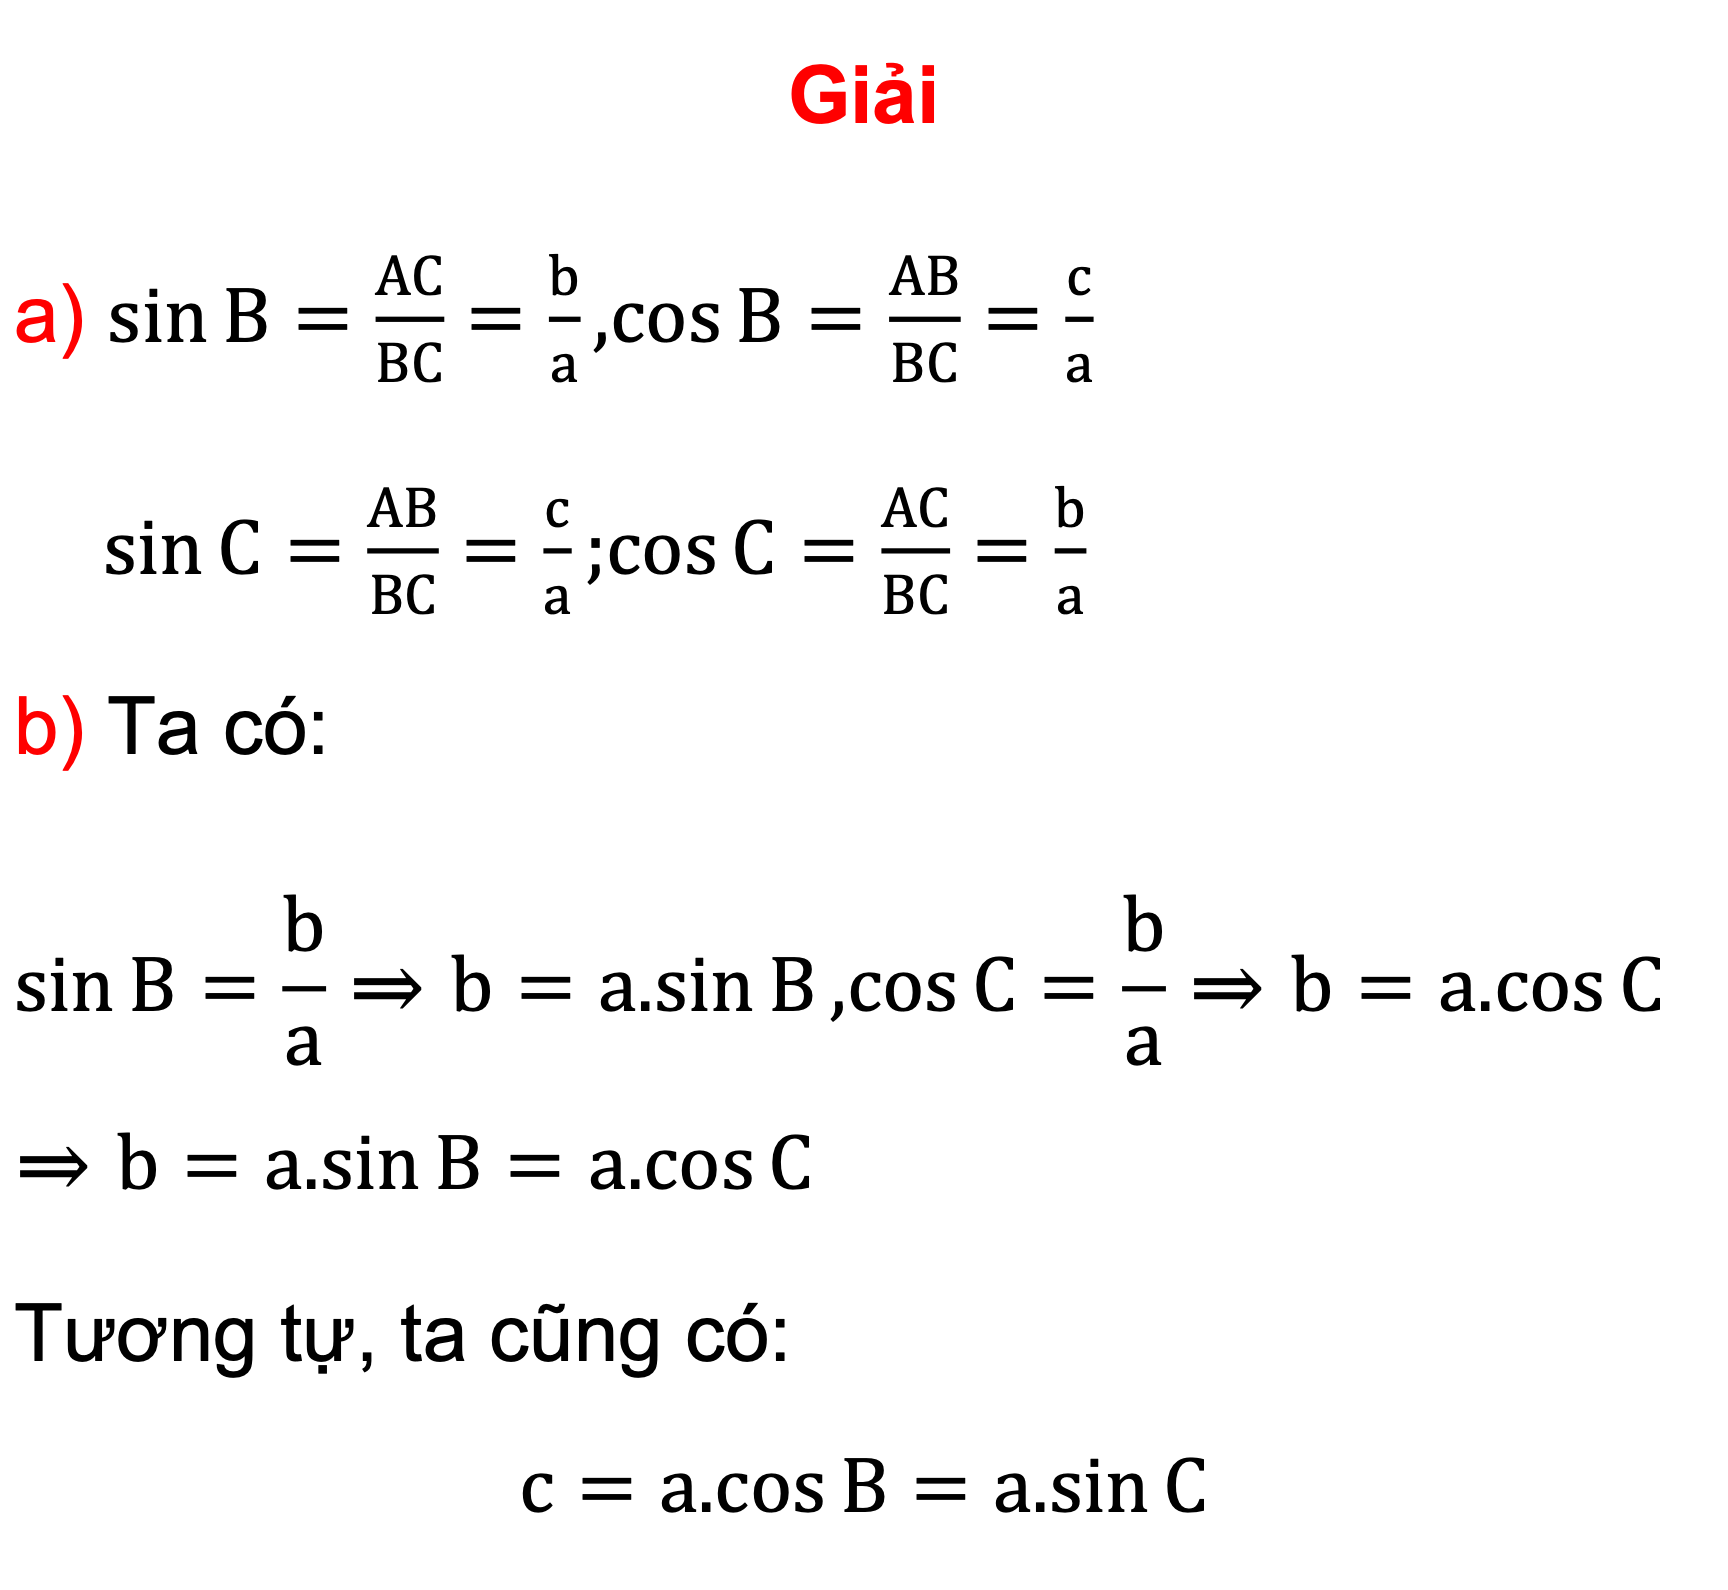 Giải
a) sin B = AC/BC = b/a ,cos B = AB/BC = c/a
sin C = AB/BC = c/a ;cos C = AC/BC = b/a
b) Ta có:
sin B = b/a ⇒ b = a.sin B ,cos C = b/a ⇒ b = a.cos C
⇒ b = a.sin B = a.cos C
Tương tự, ta cũng có:
c = a.cos B = a.sin C